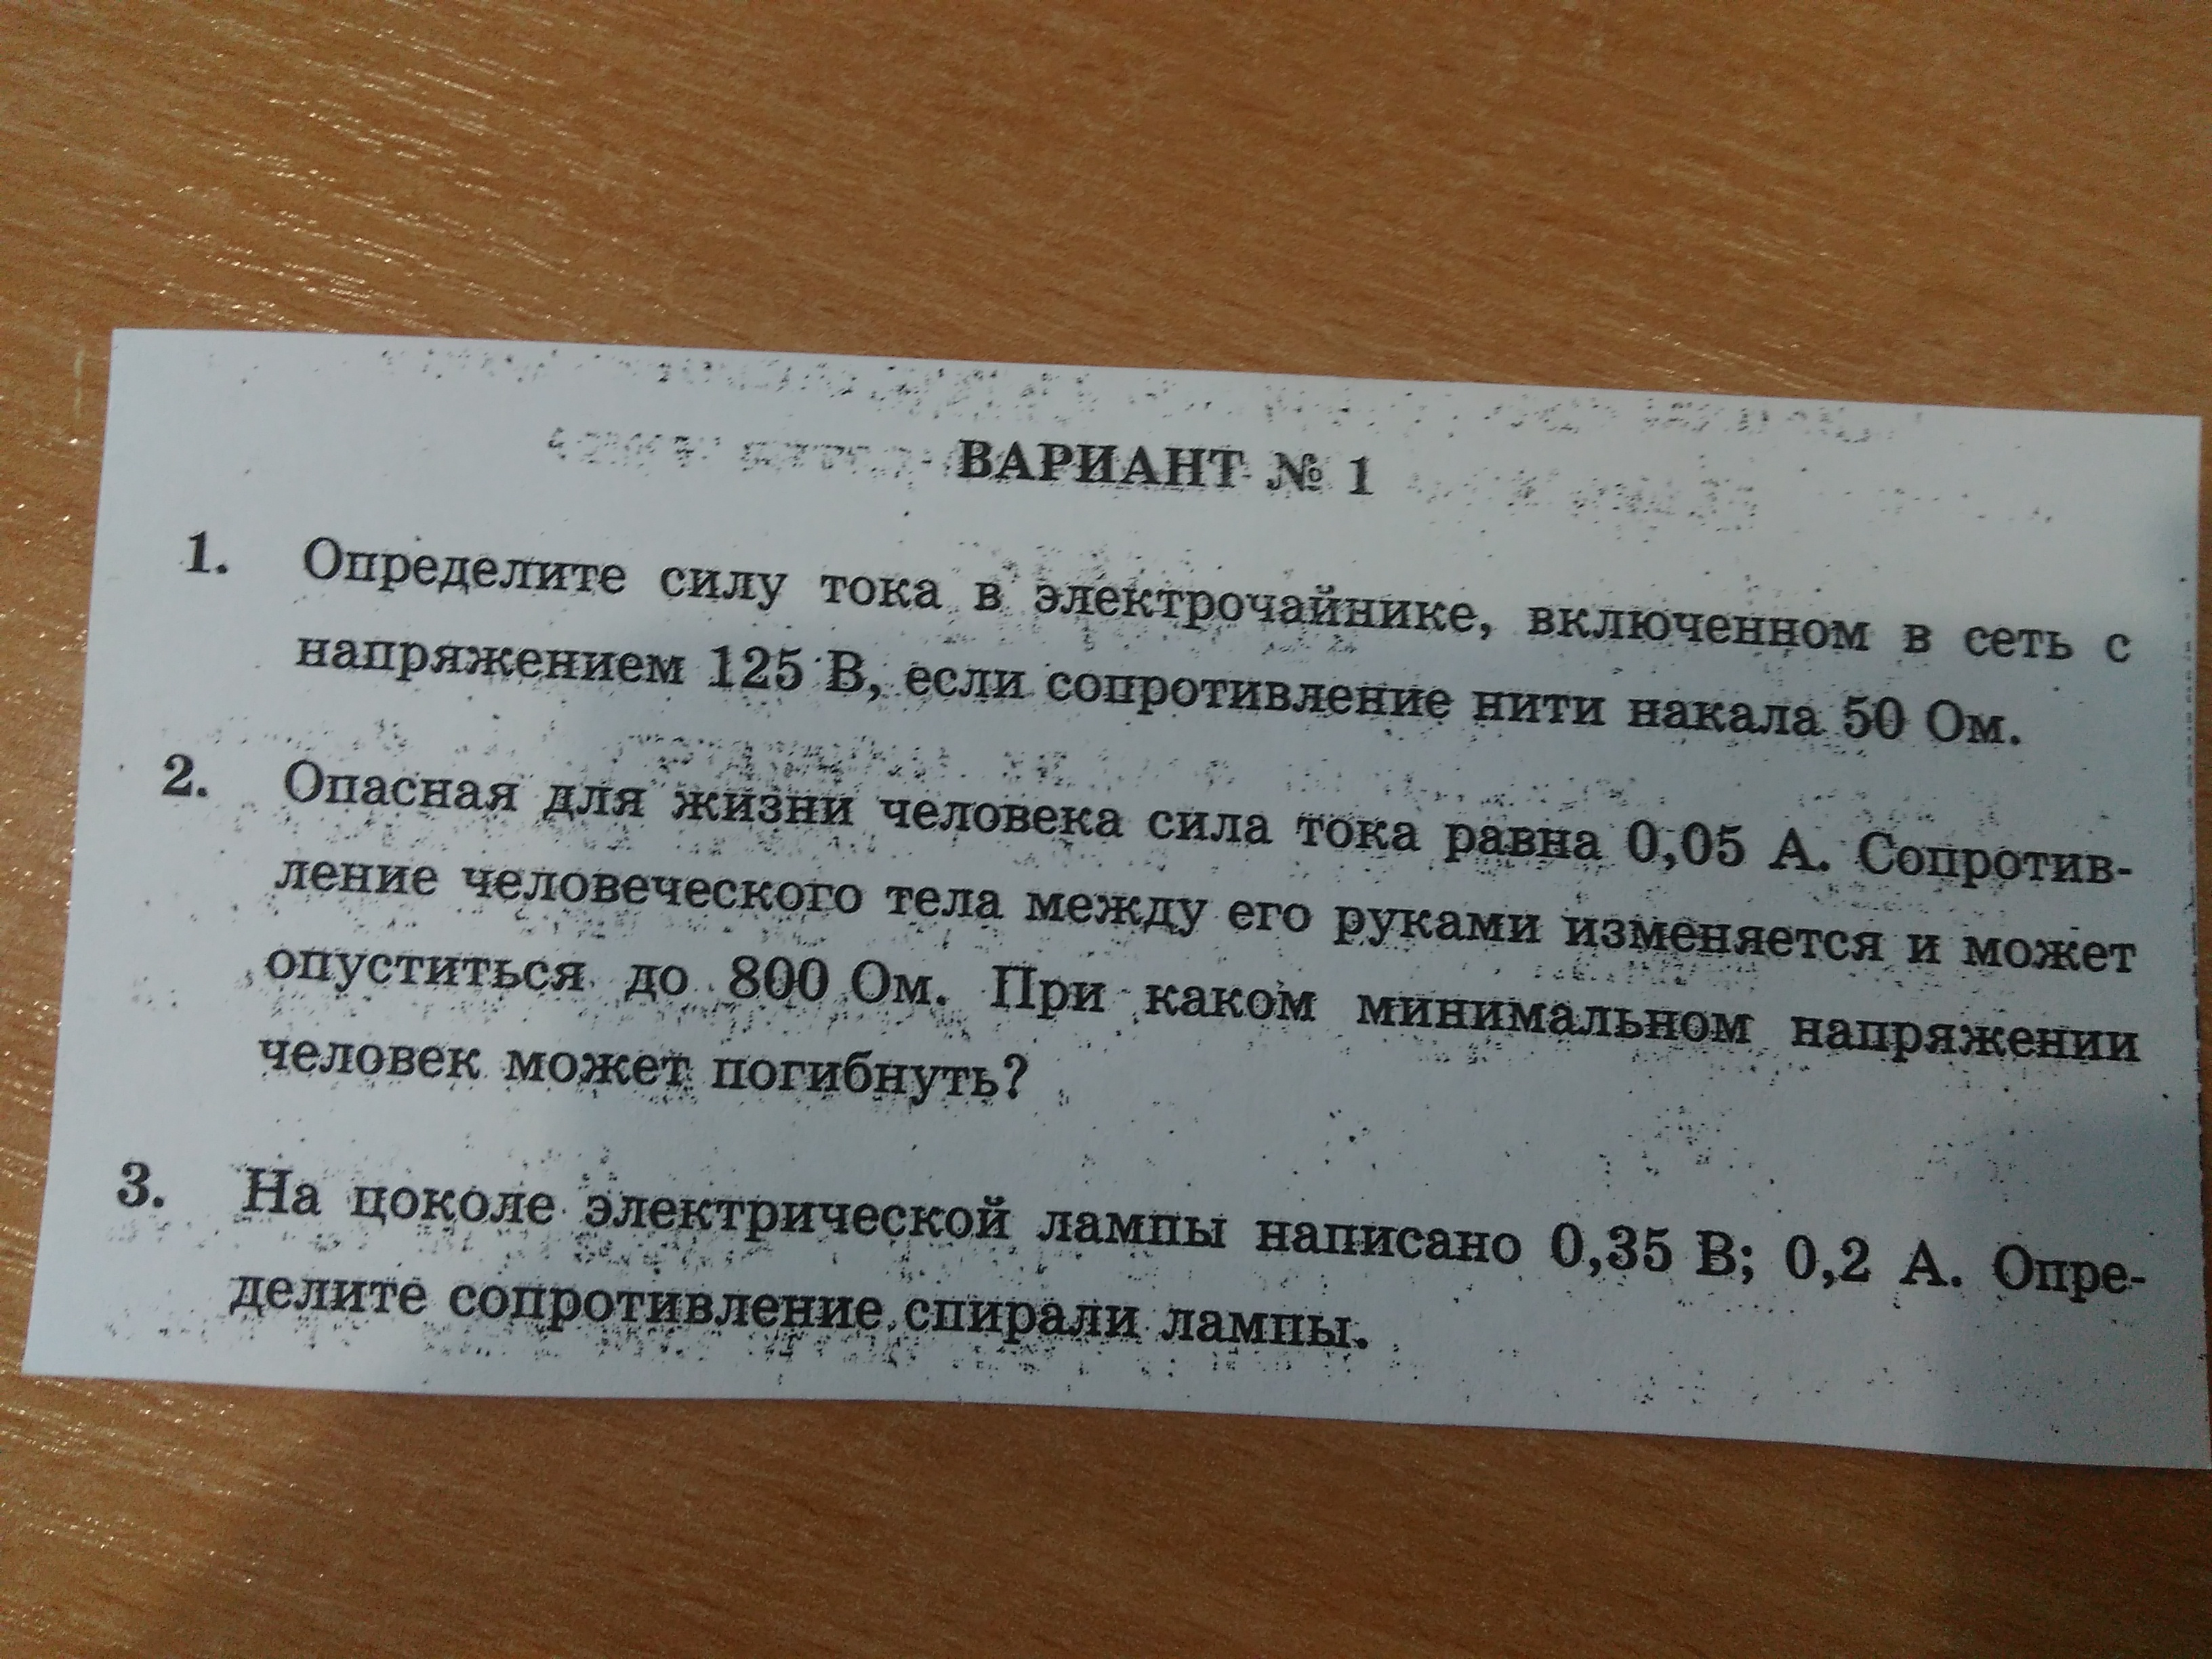 ВАРИАНТ № 1
1. Определите силу тока в электрочайнике, включенном в сеть с
напряжением 125 В, если сопротивление нити накала 50 Ом.
2. Опасная для жизни человека сила тока равна 0,05 А. Сопротив-
ление человеческого тела между его руками изменяется и может
опуститься до 800 Ом. При каком минимальном напряжении
человек может погибнуть?
3. На цоколе электрической лампы написано 0,35 В; 0,2 А. Опре-
делите сопротивление спирали лампы.